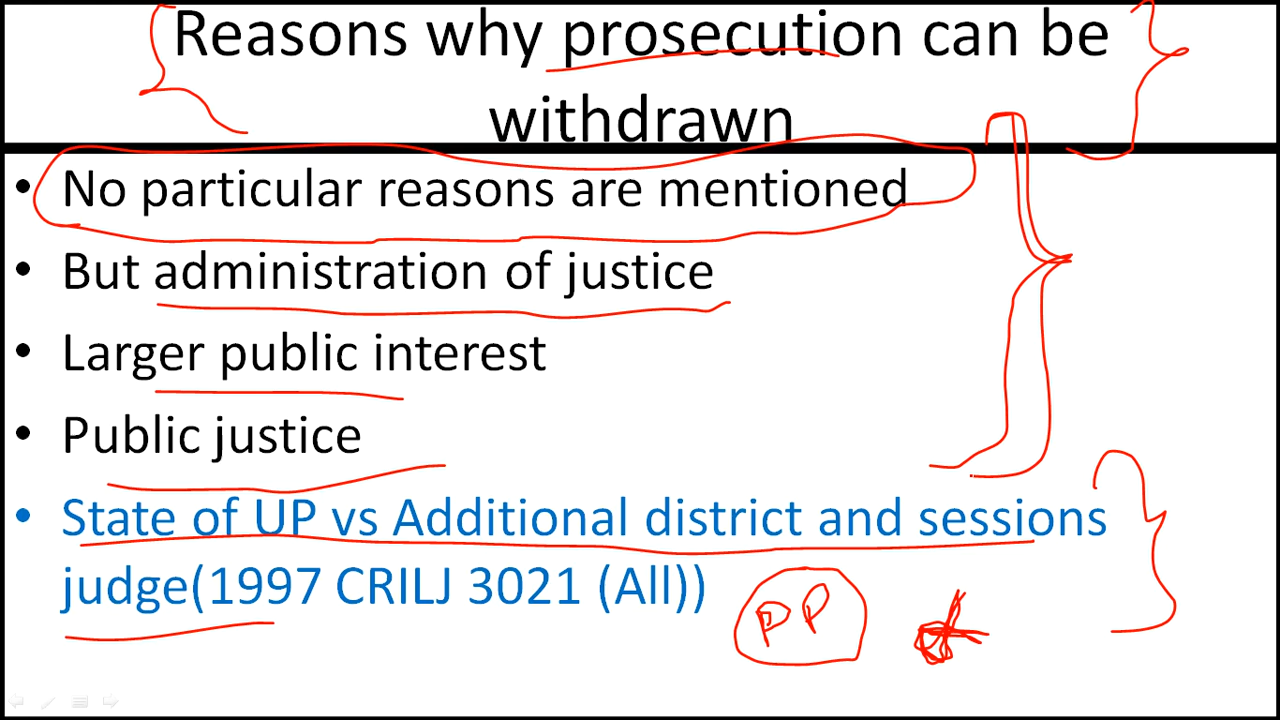 Reasons why prosecution can be
withdrawn
• No particular reasons are mentioned
• But administration of justice
• Larger public interest
• Public justice
• State of UP vs Additional district and sessions
judge(1997 CRILJ 3021 (All))
PP